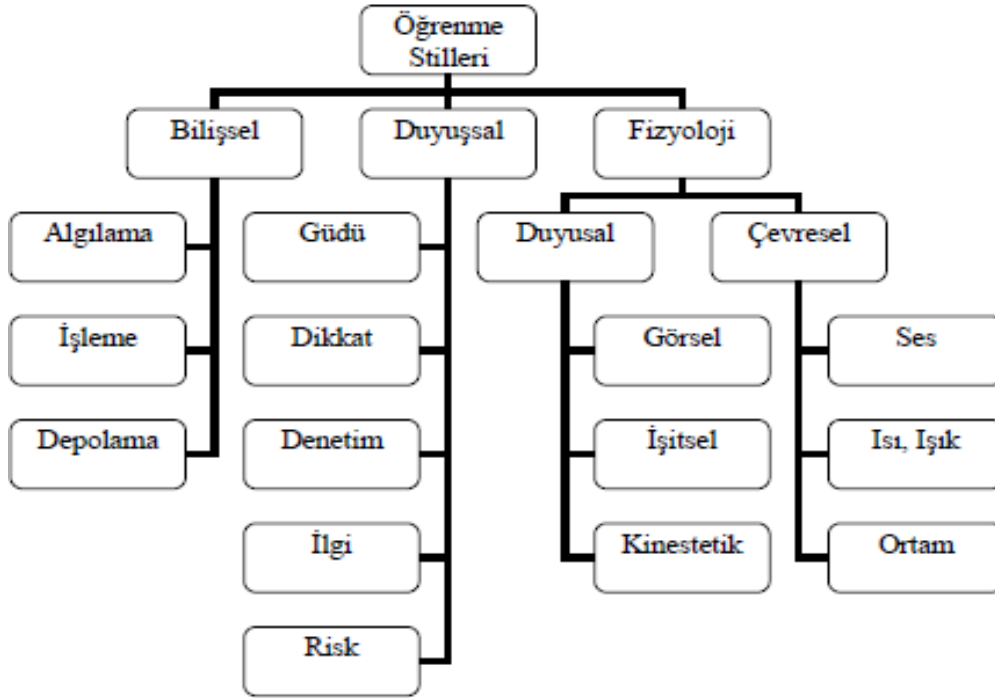 Öğrenme
Stilleri
Bilişsel
Duyuşsal
Fizyoloji
Algılama
Güdü
Duyusal
Çevresel
İşleme
Dikkat
Görsel
Ses
Depolama
Denetim
İşitsel
Isı, Işık
İlgi
Kinestetik
Ortam
Risk